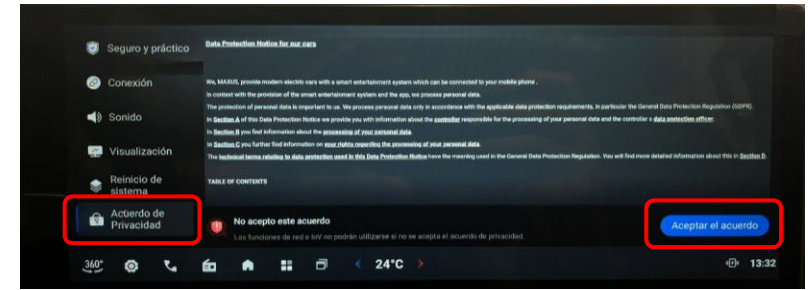 Seguro y práctico
Conexión
Sonido
Visualización
Reinicio de
sistema
Actierdo de
Privacidad
Data Protection Notice for our cars
We, MAXUS, provide modern electric cars with a smart entertainment system which can be connected to your mobile phone .
In context with the provision of the smart entertainment system and the app, we process personal data.
The protection of personal data is important to us. We process personal data only in accordance with the applicable data protection requirements, in particular the General Data Protection Regulation (GDPR).
In Section A of this Data Protection Notice we provide you with information about the controller responsible for the processing of your personal data and the controller s data protection officer.
In Section B you find information about the processing of your personal data.
In Section C you further find information on your rights regarding the processing of your personal data.
The technical terms relating to data protection used in this Data Protection Notice have the meaning used in the General Data Protection Regulation. You will find more detailed information about this in Section D.
TABLE OF CONTENTS
No acepto este acuerdo
Las funciones de red e IoV no podrán utilizarse si no se acepta el acuerdo de privacidad.
Aceptar el acuerdo
360°
24°C
13:32